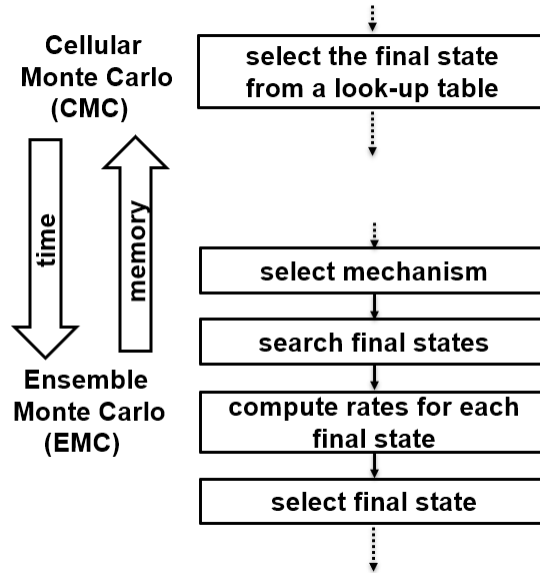 Cellular
Monte Carlo
(CMC)
select the final state
from a look-up table
time
memory
select mechanism
search final states
Ensemble
Monte Carlo
(EMC)
compute rates for each
final state
select final state